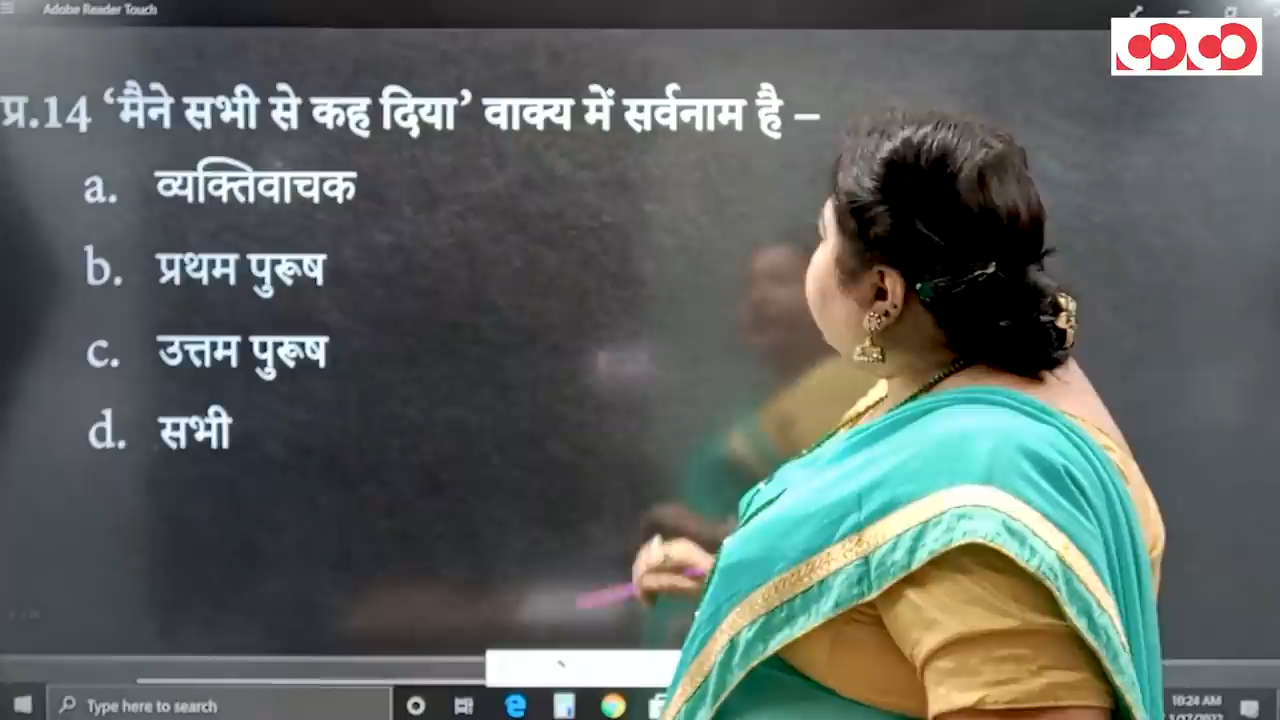 Adobe Reader Touch
प्र.14 ‘मैने सभी से कह दिया’ वाक्य में सर्वनाम है –
a. व्यक्तिवाचक
b. प्रथम पुरूष
c. उत्तम पुरूष
d. सभी
Type here to search
10:24 AM